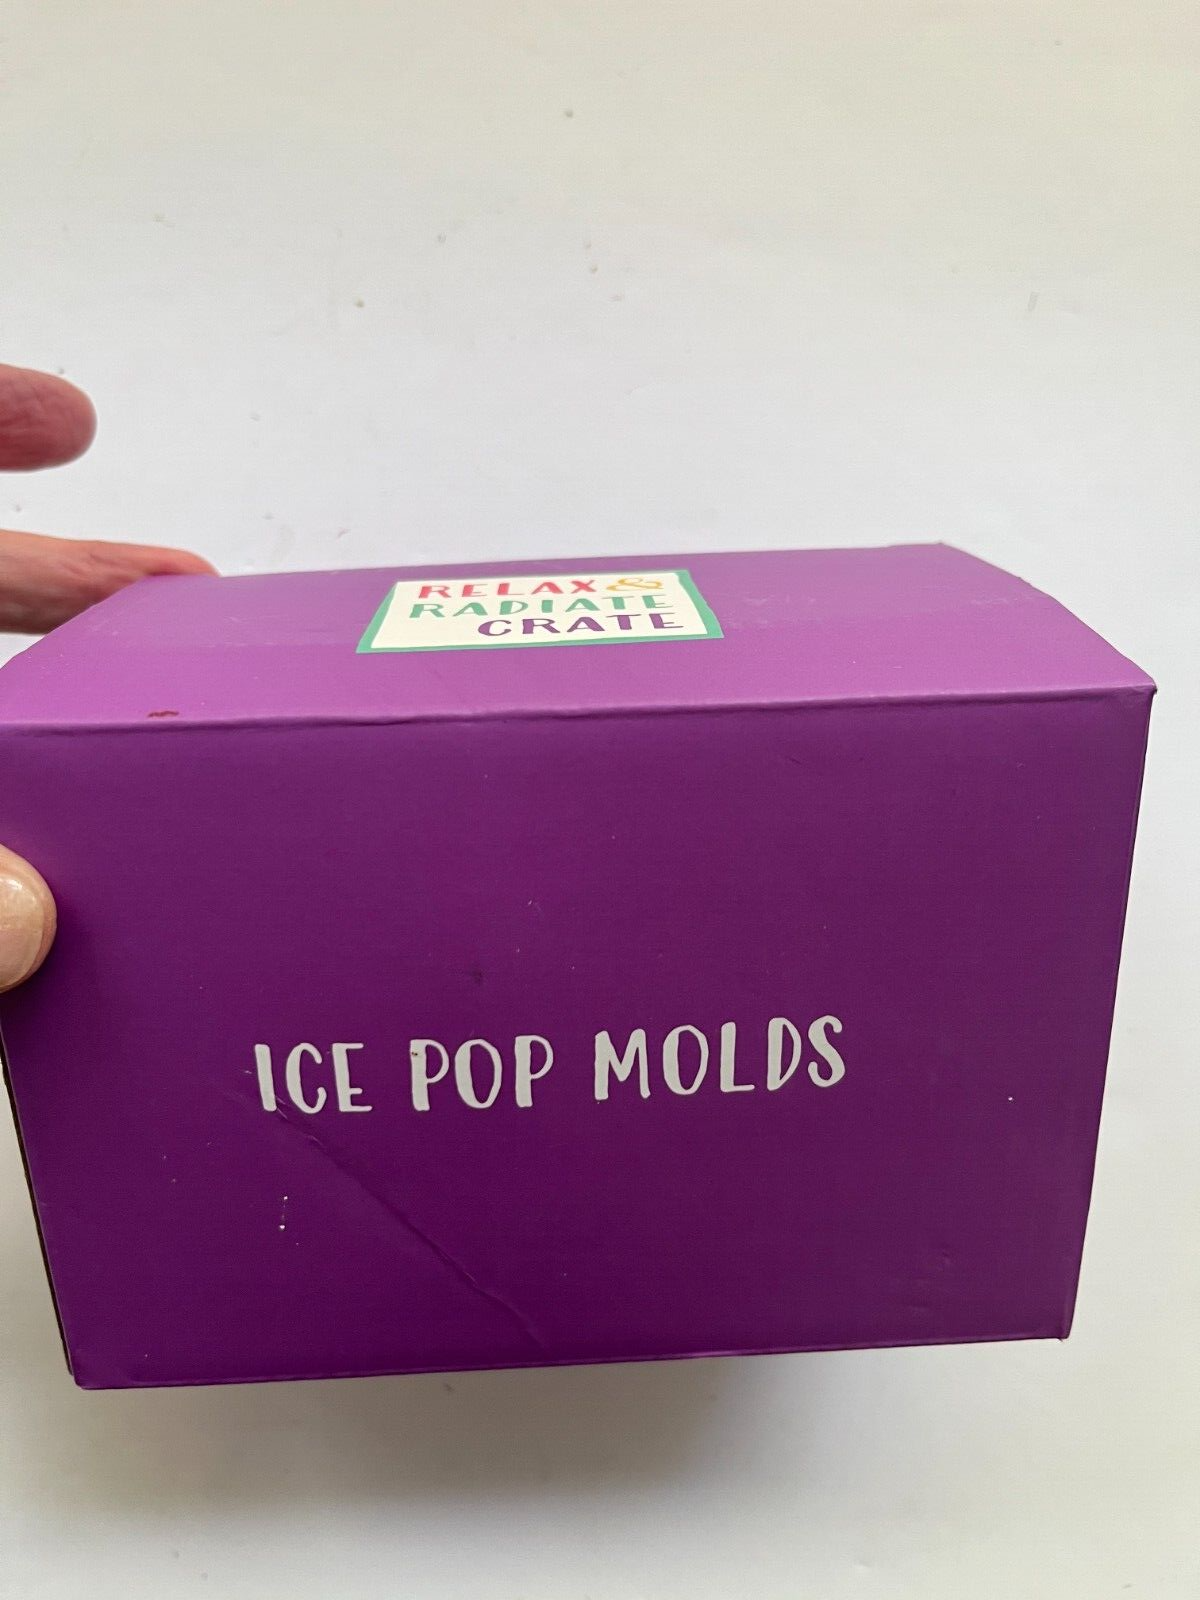 RELAX &
RADIATE
CRATE
ICE POP MOLDS